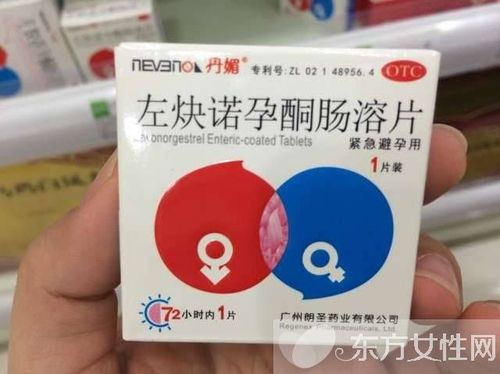 NEVENOL 丹媚® 专利号:ZL 02 1 48956.4 OTC
左炔诺孕酮肠溶片
Levonorgestrel Enteric-coated Tablets
紧急避孕用
1片装
72小时内1片
广州朗圣药业有限公司
Regenex Pharmaceuticals, Ltd.
东方女性网